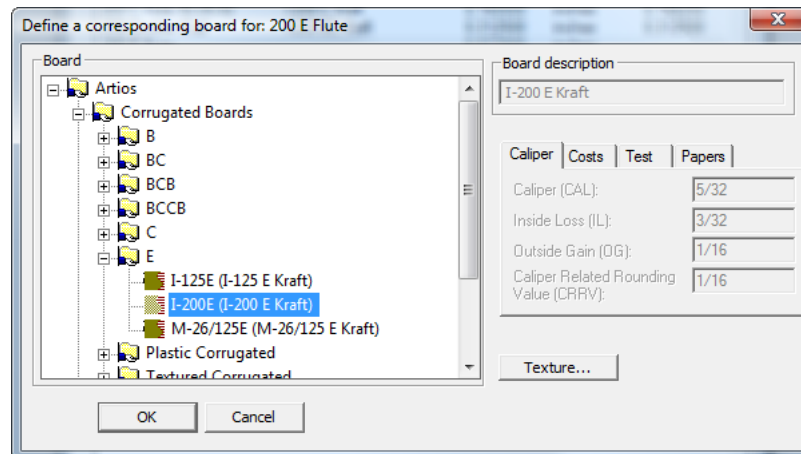 Define a corresponding board for: 200 E Flute
Board
Artios
Corrugated Boards
B
BC
BCB
BCCB
C
E
I-125E (I-125 E Kraft)
I-200E (I-200 E Kraft)
M-26/125E (M-26/125 E Kraft)
Plastic Corrugated
Textured Corrugated
OK
Cancel
Board description
I-200 E Kraft
Caliper Costs Test Papers
Caliper (CAL): 5/32
Inside Loss (IL): 3/32
Outside Gain (OG): 1/16
Caliper Related Rounding
Value (CRRV): 1/16
Texture...